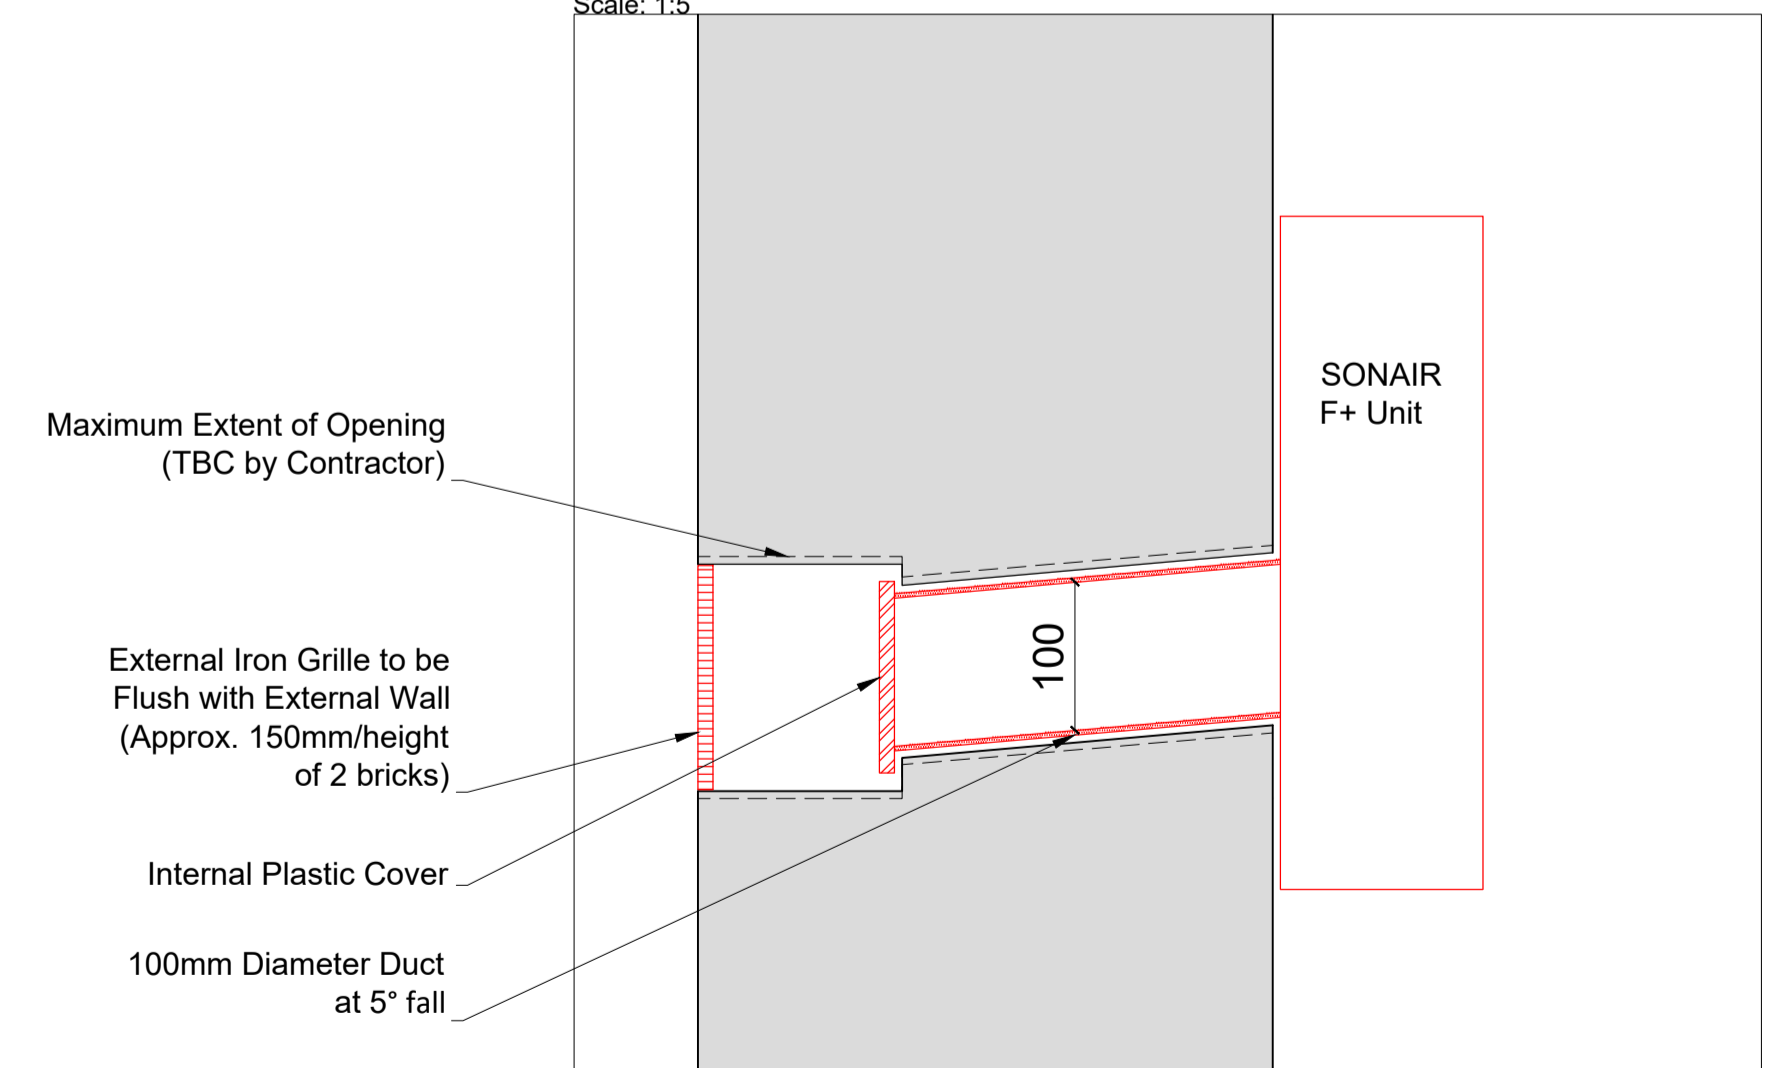 Scale: 1:5
SONAIR
F+ Unit
Maximum Extent of Opening
(TBC by Contractor)
100
External Iron Grille to be
Flush with External Wall
(Approx. 150mm/height
of 2 bricks)
Internal Plastic Cover
100mm Diameter Duct
at 5° fall